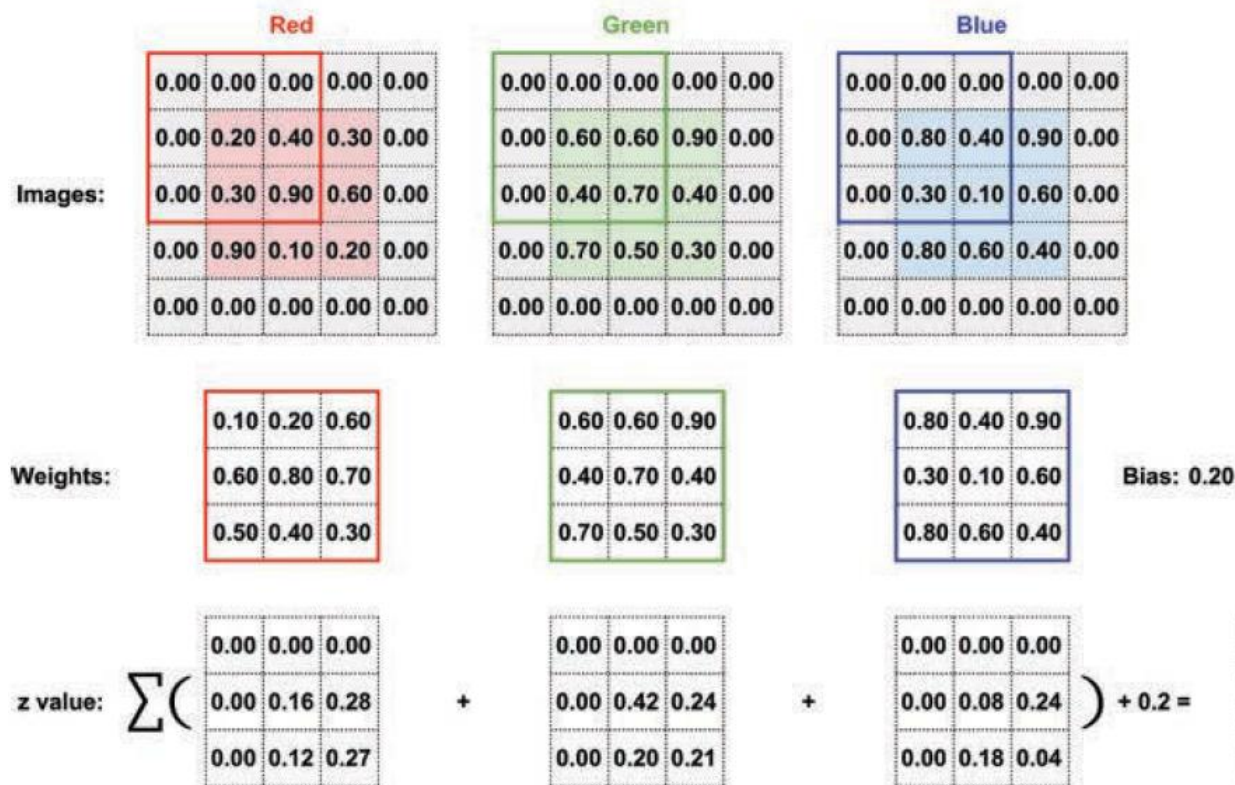 Red Green Blue
0.00 0.00 0.00 0.00 0.00 0.00 0.00 0.00 0.00 0.00 0.00 0.00 0.00 0.00 0.00
0.00 0.20 0.40 0.30 0.00 0.00 0.60 0.60 0.90 0.00 0.00 0.80 0.40 0.90 0.00
Images: 0.00 0.30 0.90 0.60 0.00 0.00 0.40 0.70 0.40 0.00 0.00 0.30 0.10 0.60 0.00
0.00 0.90 0.10 0.20 0.00 0.00 0.70 0.50 0.30 0.00 0.00 0.80 0.60 0.40 0.00
0.00 0.00 0.00 0.00 0.00 0.00 0.00 0.00 0.00 0.00 0.00 0.00 0.00 0.00 0.00
0.10 0.20 0.60 0.60 0.60 0.90 0.80 0.40 0.90
Weights: 0.60 0.80 0.70 0.40 0.70 0.40 0.30 0.10 0.60 Bias: 0.20
0.50 0.40 0.30 0.70 0.50 0.30 0.80 0.60 0.40
0.00 0.00 0.00 0.00 0.00 0.00 0.00 0.00 0.00
z value: ∑( 0.00 0.16 0.28 + 0.00 0.42 0.24 + 0.00 0.08 0.24 ) + 0.2 =
0.00 0.12 0.27 0.00 0.20 0.21 0.00 0.18 0.04